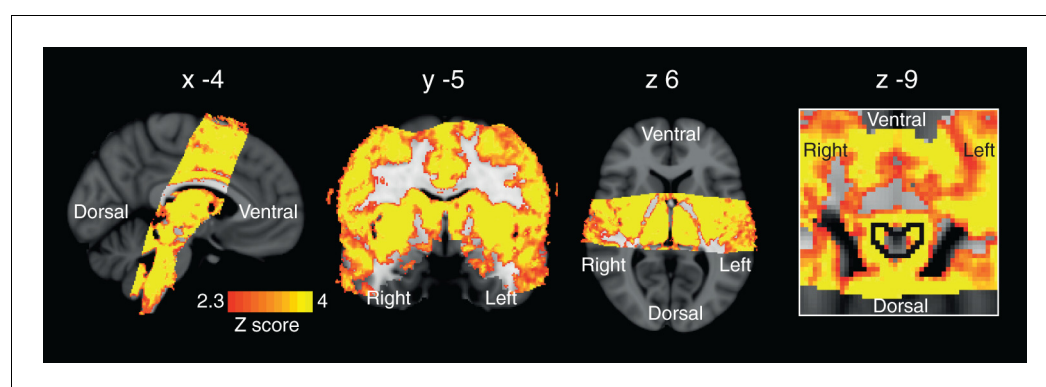 x -4
y -5
z 6
z -9
Dorsal
Ventral
2.3
4
Z score
Right
Left
Ventral
Right
Left
Dorsal
Ventral
Right
Left
Dorsal